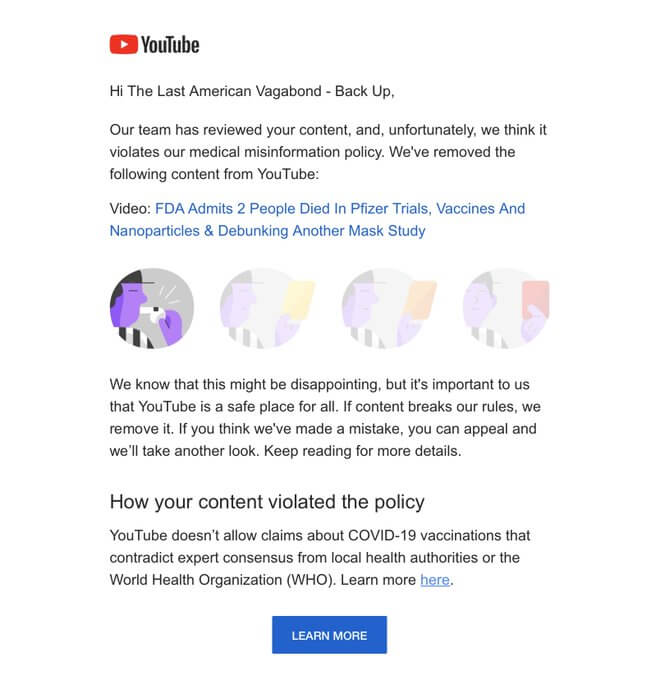 YouTube
Hi The Last American Vagabond - Back Up,
Our team has reviewed your content, and, unfortunately, we think it
violates our medical misinformation policy. We've removed the
following content from YouTube:
Video: FDA Admits 2 People Died In Pfizer Trials, Vaccines And
Nanoparticles & Debunking Another Mask Study
We know that this might be disappointing, but it's important to us
that YouTube is a safe place for all. If content breaks our rules, we
remove it. If you think we've made a mistake, you can appeal and
we’ll take another look. Keep reading for more details.
How your content violated the policy
YouTube doesn’t allow claims about COVID-19 vaccinations that
contradict expert consensus from local health authorities or the
World Health Organization (WHO). Learn more here.
LEARN MORE